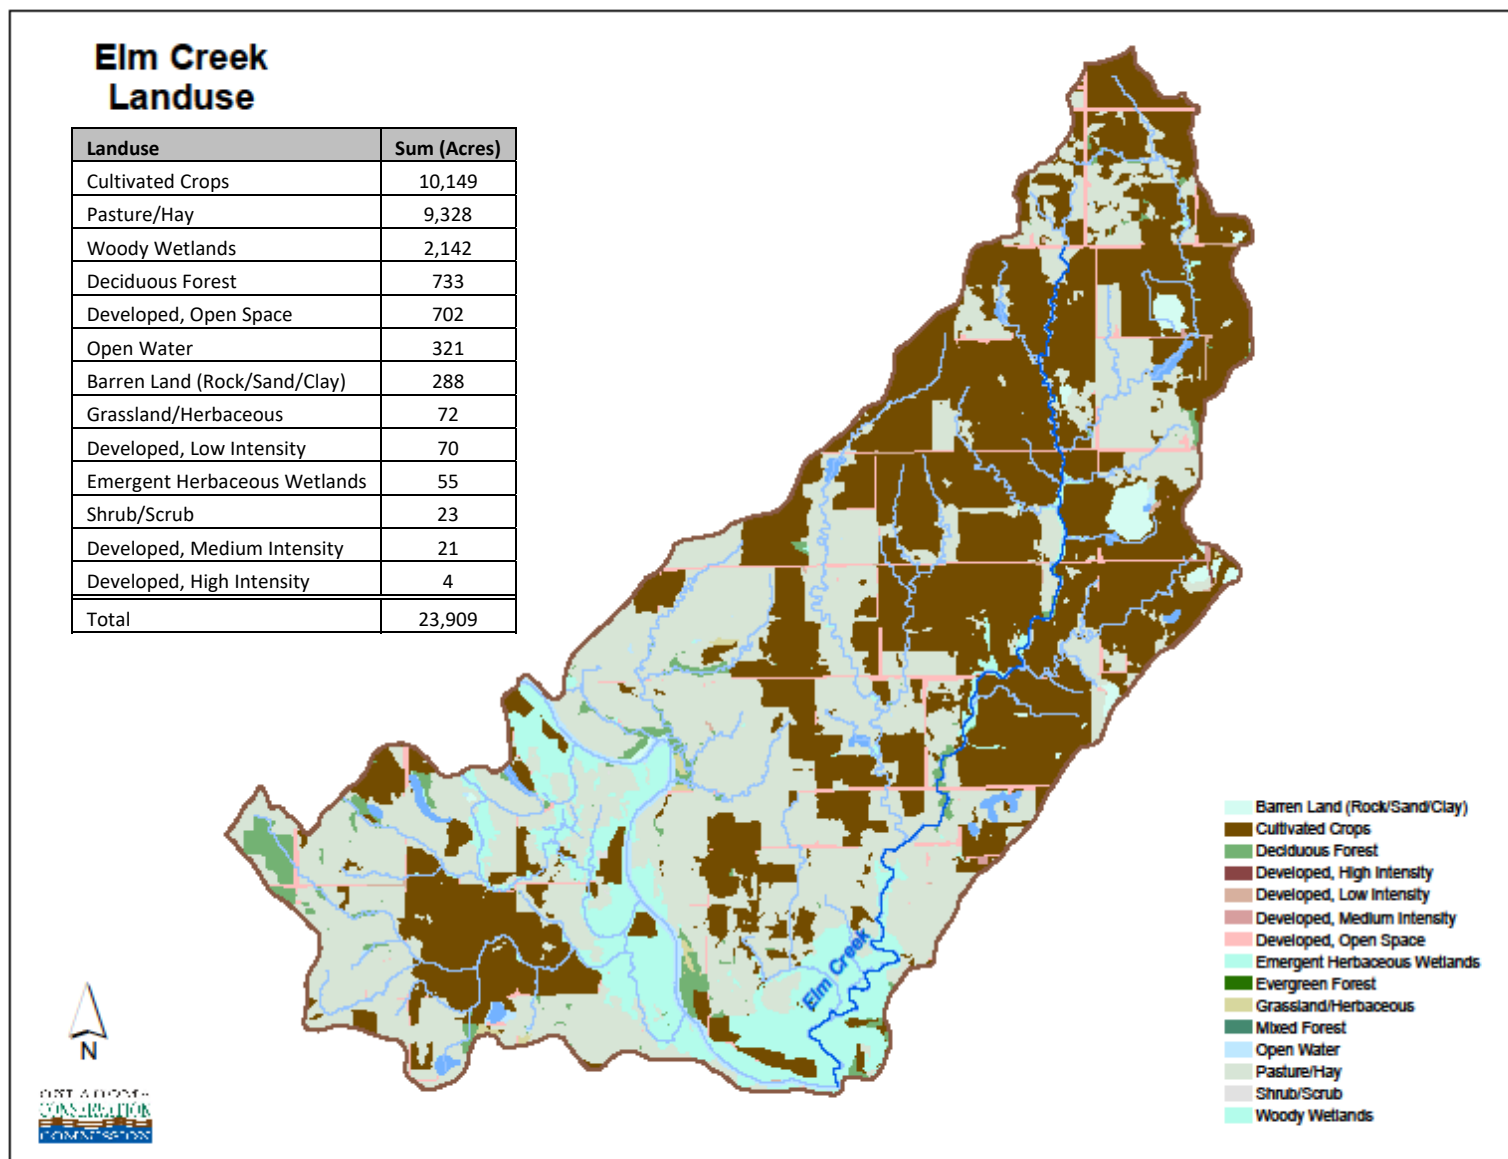 Elm Creek
Landuse
Landuse Sum (Acres)
Cultivated Crops 10,149
Pasture/Hay 9,328
Woody Wetlands 2,142
Deciduous Forest 733
Developed, Open Space 702
Open Water 321
Barren Land (Rock/Sand/Clay) 288
Grassland/Herbaceous 72
Developed, Low Intensity 70
Emergent Herbaceous Wetlands 55
Shrub/Scrub 23
Developed, Medium Intensity 21
Developed, High Intensity 4
Total 23,909
Elm Creek
Barren Land (Rock/Sand/Clay)
Cultivated Crops
Deciduous Forest
Developed, High Intensity
Developed, Low Intensity
Developed, Medium Intensity
Developed, Open Space
Emergent Herbaceous Wetlands
Evergreen Forest
Grassland/Herbaceous
Mixed Forest
Open Water
Pasture/Hay
Shrub/Scrub
Woody Wetlands
N
CONSERVATION
COMMISSION